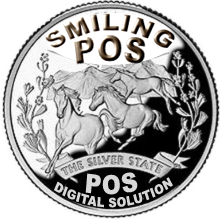 SMILING
POS
THE SILVER STATE
POS
DIGITAL SOLUTION